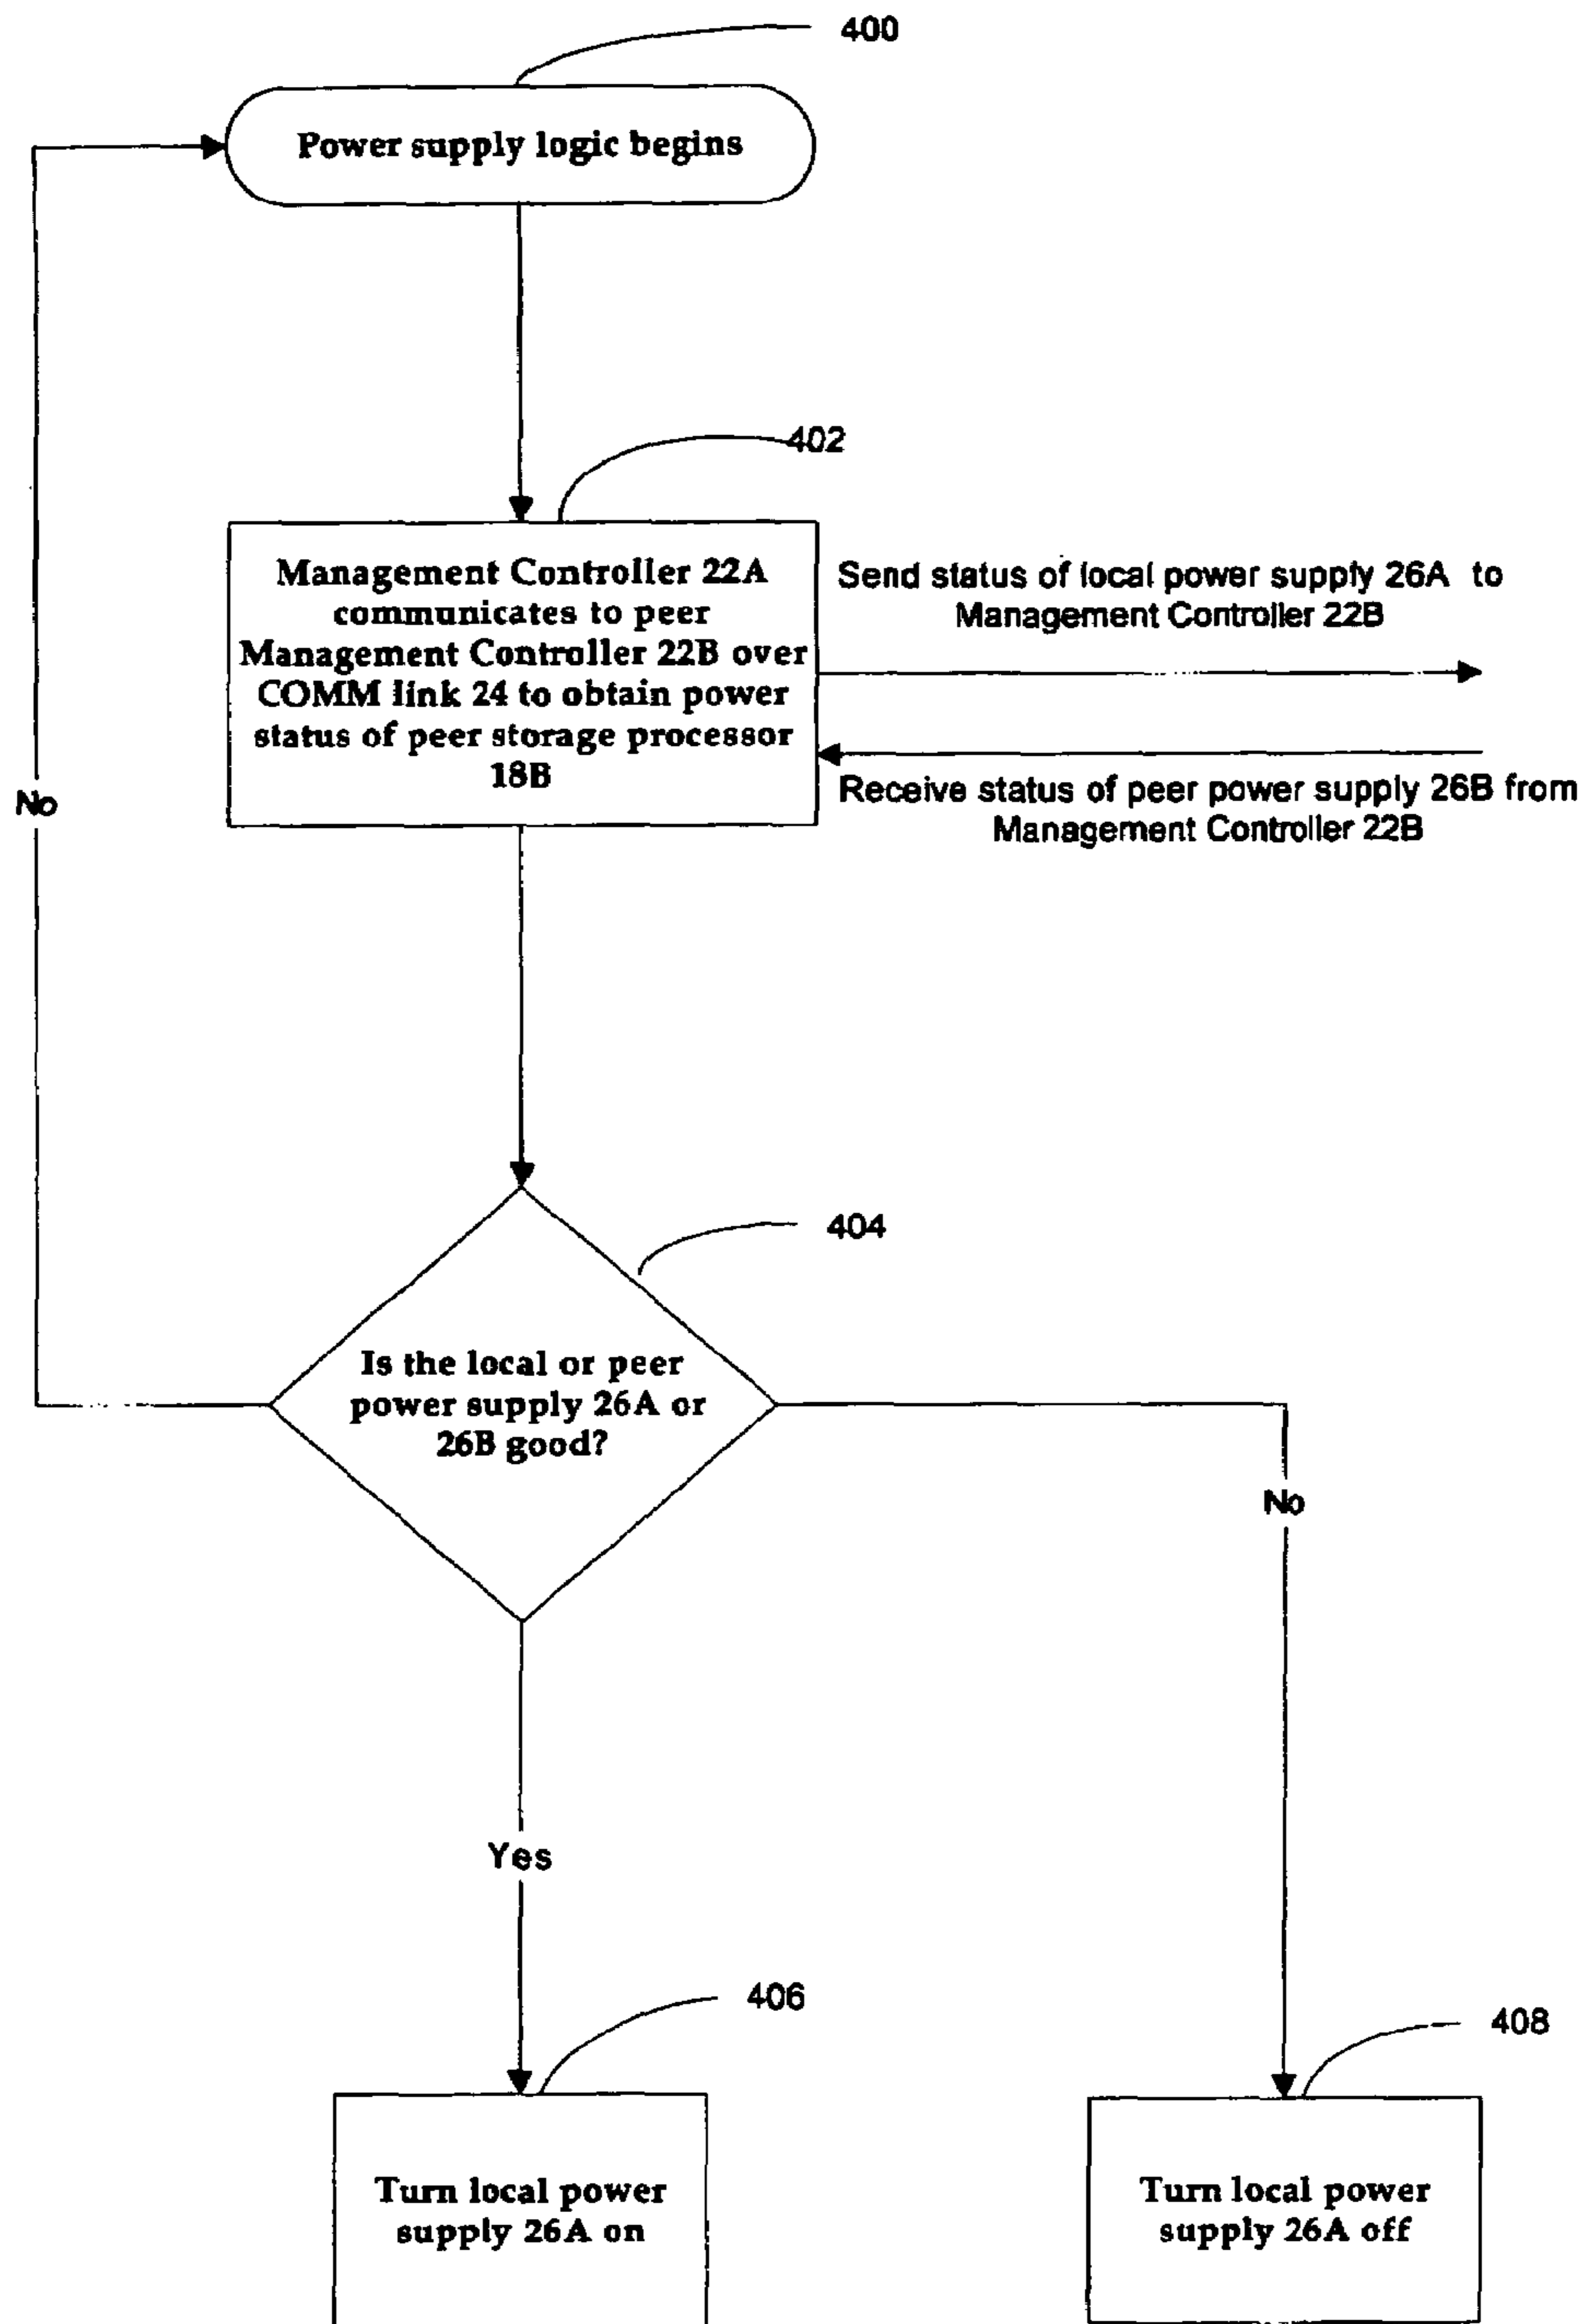 400
Power supply logic begins
402
Management Controller 22A
communicates to peer
Management Controller 22B over
COMM link 24 to obtain power
status of peer storage processor
18B
Send status of local power supply 26A to
Management Controller 22B
Receive status of peer power supply 26B from
Management Controller 22B
No
404
Is the local or peer
power supply 26A or
26B good?
No
Yes
406
408
Turn local power
supply 26A on
Turn local power
supply 26A off